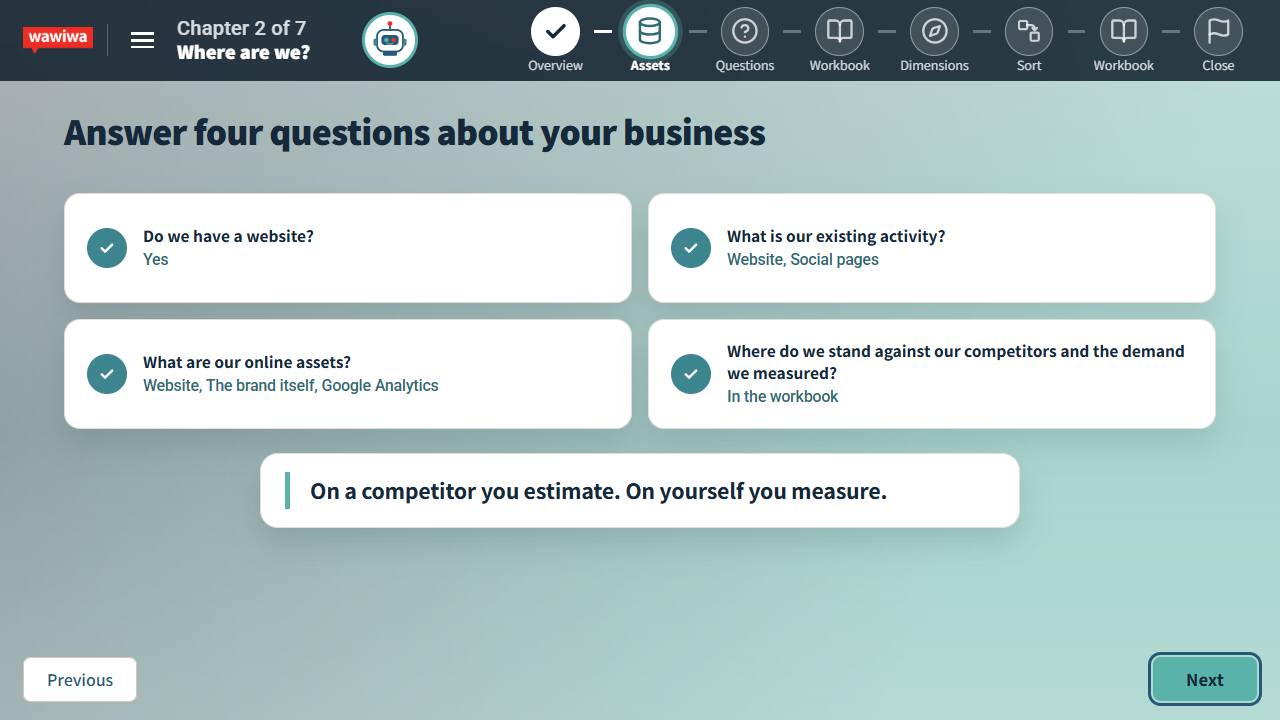 wawiwa
Chapter 2 of 7
Where are we?
Overview
Assets
Questions
Workbook
Dimensions
Sort
Workbook
Close
Answer four questions about your business
Do we have a website?
Yes
What is our existing activity?
Website, Social pages
What are our online assets?
Website, The brand itself, Google Analytics
Where do we stand against our competitors and the demand
we measured?
In the workbook
On a competitor you estimate. On yourself you measure.
Previous
Next